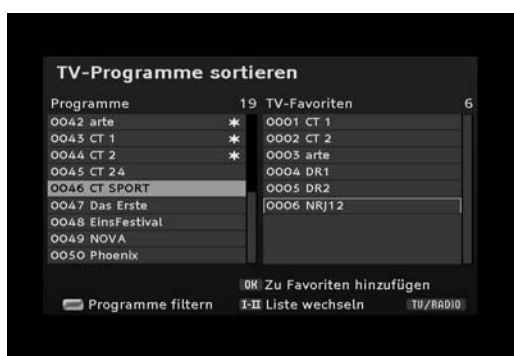 TV-Programme sortieren
Programme 19 TV-Favoriten 6
0042 arte ✶ 0001 CT 1
0043 CT 1 ✶ 0002 CT 2
0044 CT 2 ✶ 0003 arte
0045 CT 24 0004 DR1
0046 CT SPORT 0005 DR2
0047 Das Erste 0006 NRJ12
0048 EinsFestival
0049 NOVA
0050 Phoenix
OK Zu Favoriten hinzufügen
Programme filtern I-II Liste wechseln TV/RADIO